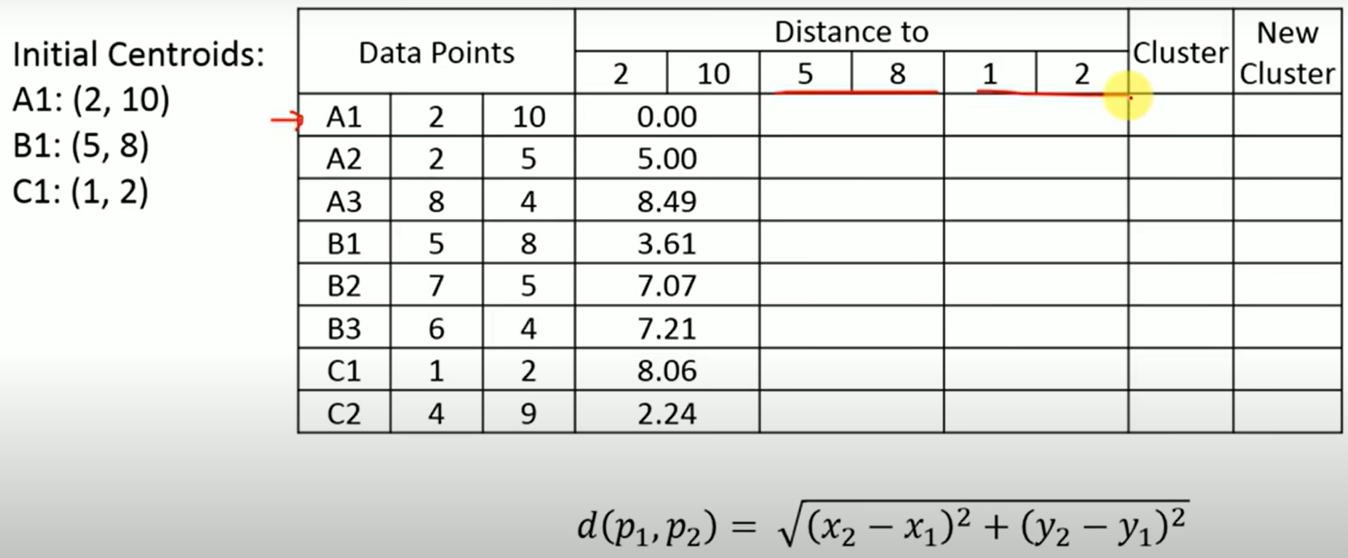 Initial Centroids:
A1: (2, 10)
B1: (5, 8)
C1: (1, 2)
Data Points Distance to Cluster New Cluster
2 10 5 8 1 2
A1 2 10 0.00
A2 2 5 5.00
A3 8 4 8.49
B1 5 8 3.61
B2 7 5 7.07
B3 6 4 7.21
C1 1 2 8.06
C2 4 9 2.24
d(p₁, p₂) = √(x₂ − x₁)² + (y₂ − y₁)²